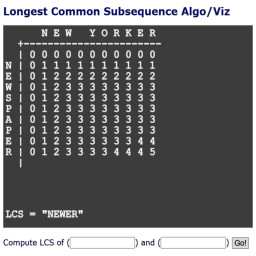 Longest Common Subsequence Algo/Viz
N E W   Y O R K E R
+----------------------
| 0 0 0 0 0 0 0 0 0 0 0
N | 0 1 1 1 1 1 1 1 1 1 1
E | 0 1 2 2 2 2 2 2 2 2 2
W | 0 1 2 3 3 3 3 3 3 3 3
S | 0 1 2 3 3 3 3 3 3 3 3
P | 0 1 2 3 3 3 3 3 3 3 3
A | 0 1 2 3 3 3 3 3 3 3 3
P | 0 1 2 3 3 3 3 3 3 3 3
E | 0 1 2 3 3 3 3 3 3 4 4
R | 0 1 2 3 3 3 3 4 4 4 5
|
LCS = "NEWER"
Compute LCS of ( ) and ( ) Go!